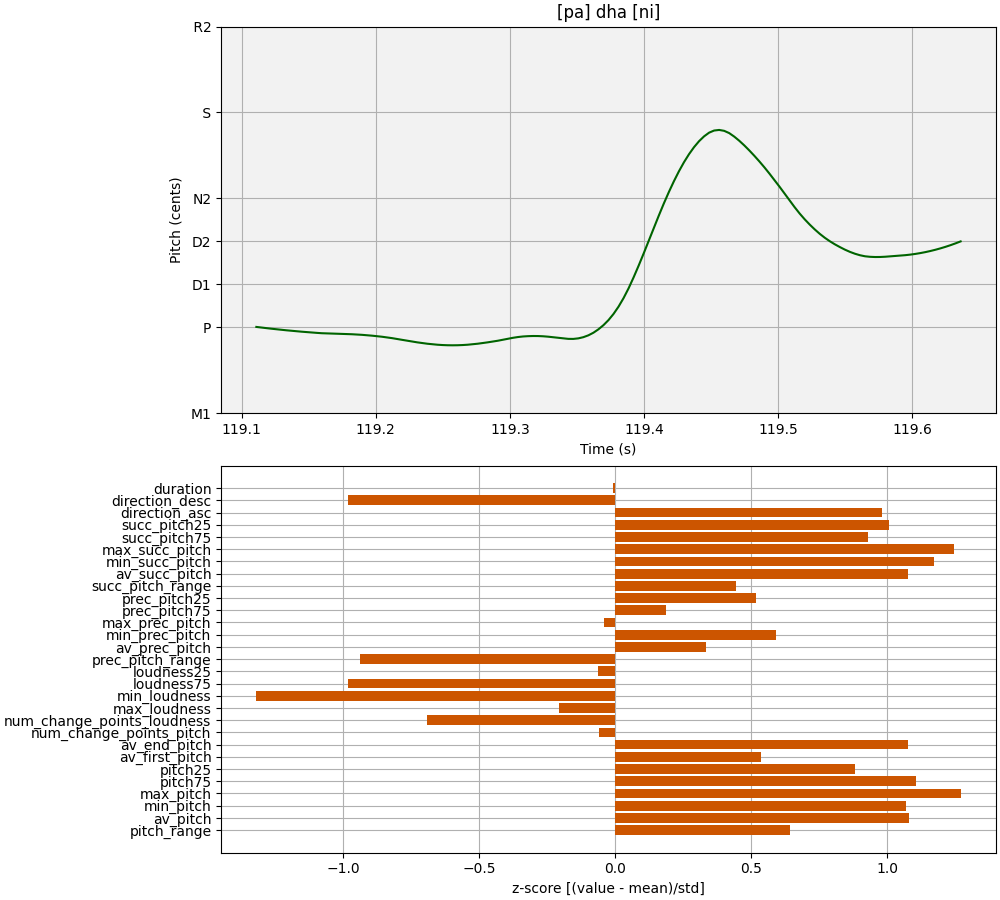 [pa] dha [ni]
R2
S
N2
D2
D1
P
M1
Pitch (cents)
119.1 119.2 119.3 119.4 119.5 119.6
Time (s)
duration
direction_desc
direction_asc
succ_pitch25
succ_pitch75
max_succ_pitch
min_succ_pitch
av_succ_pitch
succ_pitch_range
prec_pitch25
prec_pitch75
max_prec_pitch
min_prec_pitch
av_prec_pitch
prec_pitch_range
loudness25
loudness75
min_loudness
max_loudness
num_change_points_loudness
num_change_points_pitch
av_end_pitch
av_first_pitch
pitch25
pitch75
max_pitch
min_pitch
av_pitch
pitch_range
−1.0 −0.5 0.0 0.5 1.0
z-score [(value - mean)/std]